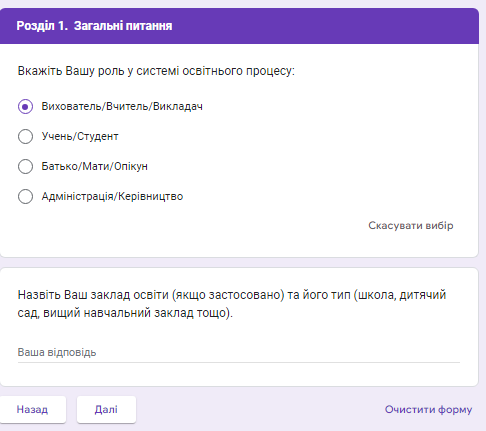 Розділ 1. Загальні питання
Вкажіть Вашу роль у системі освітнього процесу:
Вихователь/Вчитель/Викладач
Учень/Студент
Батько/Мати/Опікун
Адміністрація/Керівництво
Скасувати вибір
Назвіть Ваш заклад освіти (якщо застосовано) та його тип (школа, дитячий
сад, вищий навчальний заклад тощо).
Ваша відповідь
Назад
Далі
Очистити форму